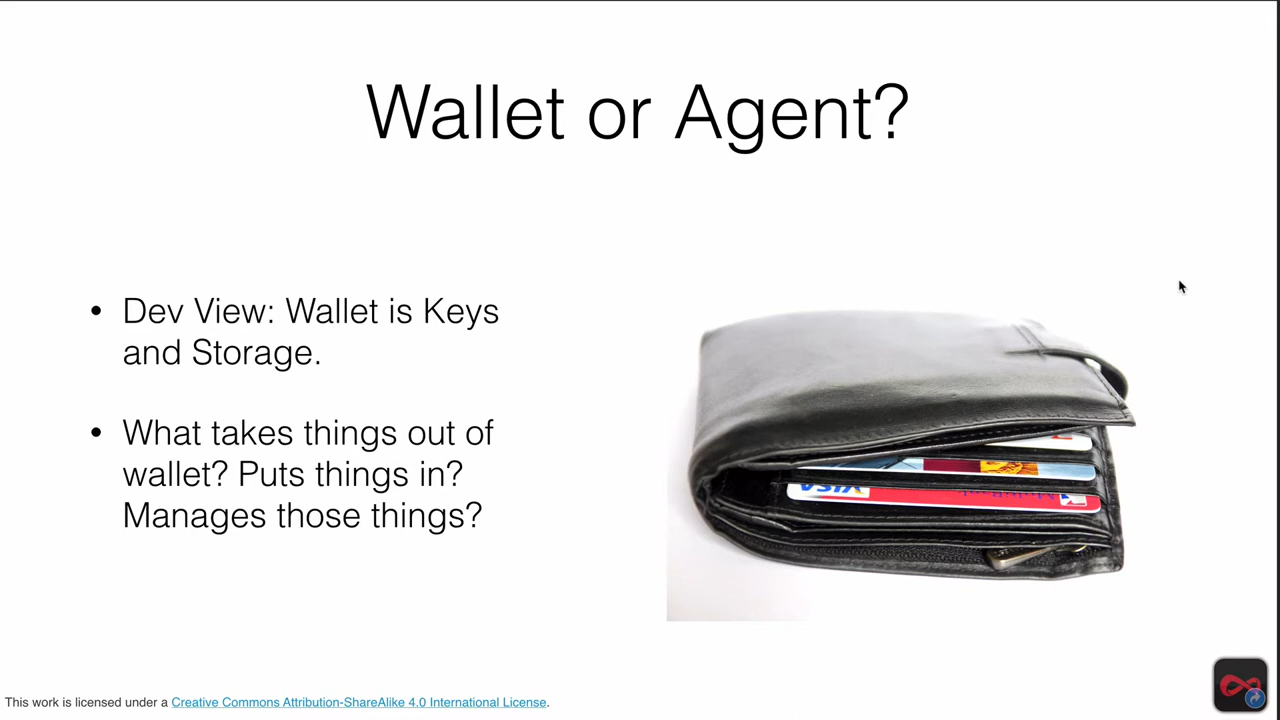 Wallet or Agent?
• Dev View: Wallet is Keys
and Storage.
• What takes things out of
wallet? Puts things in?
Manages those things?
VISA
This work is licensed under a Creative Commons Attribution-ShareAlike 4.0 International License.